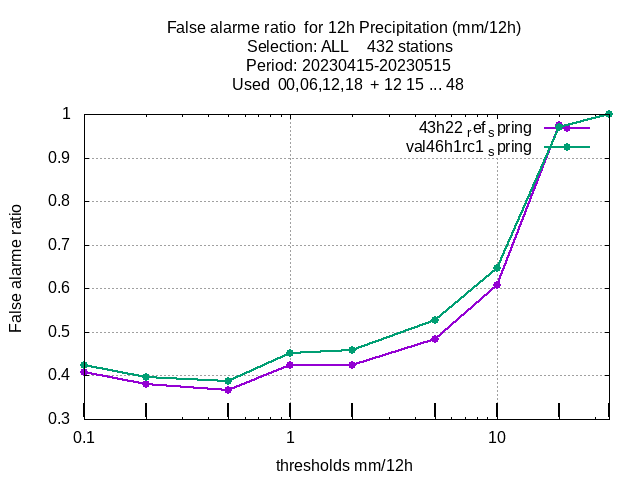 False alarme ratio  for 12h Precipitation (mm/12h)
Selection: ALL    432 stations
Period: 20230415-20230515
Used  00,06,12,18  + 12 15 ... 48
43h22 ref spring
val46h1rc1 spring
1
0.9
0.8
0.7
0.6
0.5
0.4
0.3
False alarme ratio
0.1
1
10
thresholds mm/12h